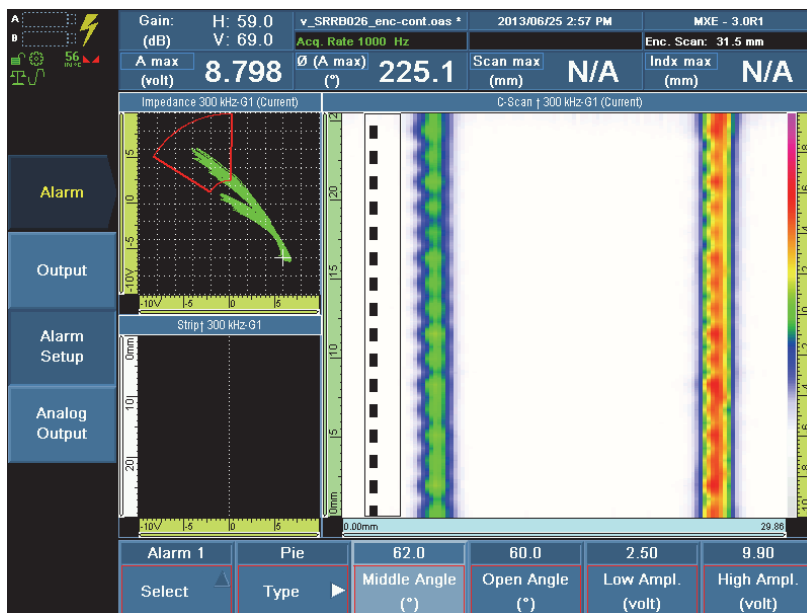 A:
B:
56
IN °C
Gain: H: 59.0
(dB) V: 69.0
v_SRRB026_enc-cont.oas *
2013/06/25 2:57 PM
MXE - 3.0R1
Acq. Rate 1000 Hz
Enc. Scan: 31.5 mm
A max
(volt)
8.798
Ø (A max)
(°)
225.1
Scan max
(mm)
N/A
Indx max
(mm)
N/A
Impedance 300 kHz-G1 (Current)
C-Scan † 300 kHz-G1 (Current)
Alarm
Output
Alarm
Setup
Analog
Output
|5
|0
-5
-10V
-10V -5 |0 |5
Strip† 300 kHz-G1
0mm
10|
20|
-10V -5 |0 |5
|20
|15
|10
|5
0mm
0.00mm 29.86
Alarm 1
Select
Pie
Type
62.0
Middle Angle
(°)
60.0
Open Angle
(°)
2.50
Low Ampl.
(volt)
9.90
High Ampl.
(volt)